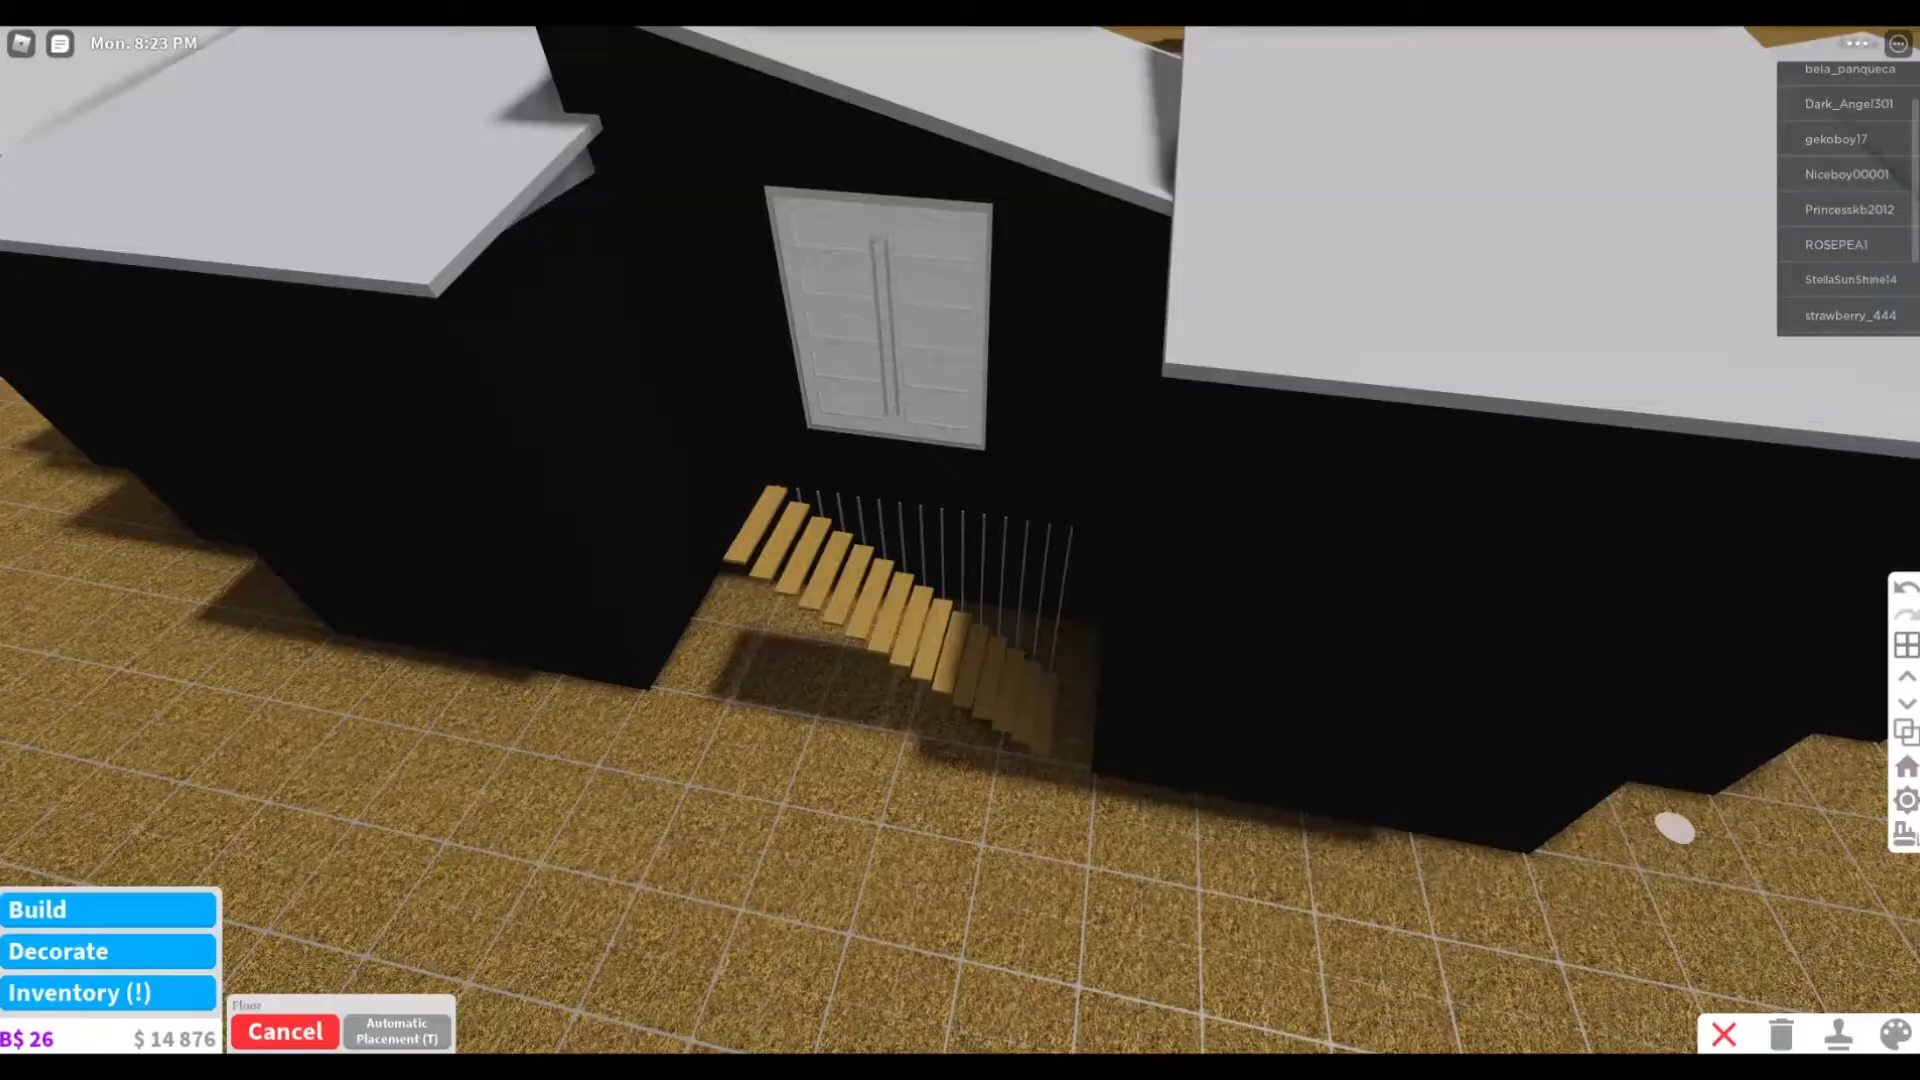 Mon. 8:23 PM
bela_panqueca
Dark_Angel301
gekoboy17
Niceboy00001
Princesskb2012
ROSEPEA1
StellaSunShine14
strawberry_444
Build
Decorate
Inventory (!)
B$ 26 $ 14 876
Floor
Cancel
Automatic
Placement (T)